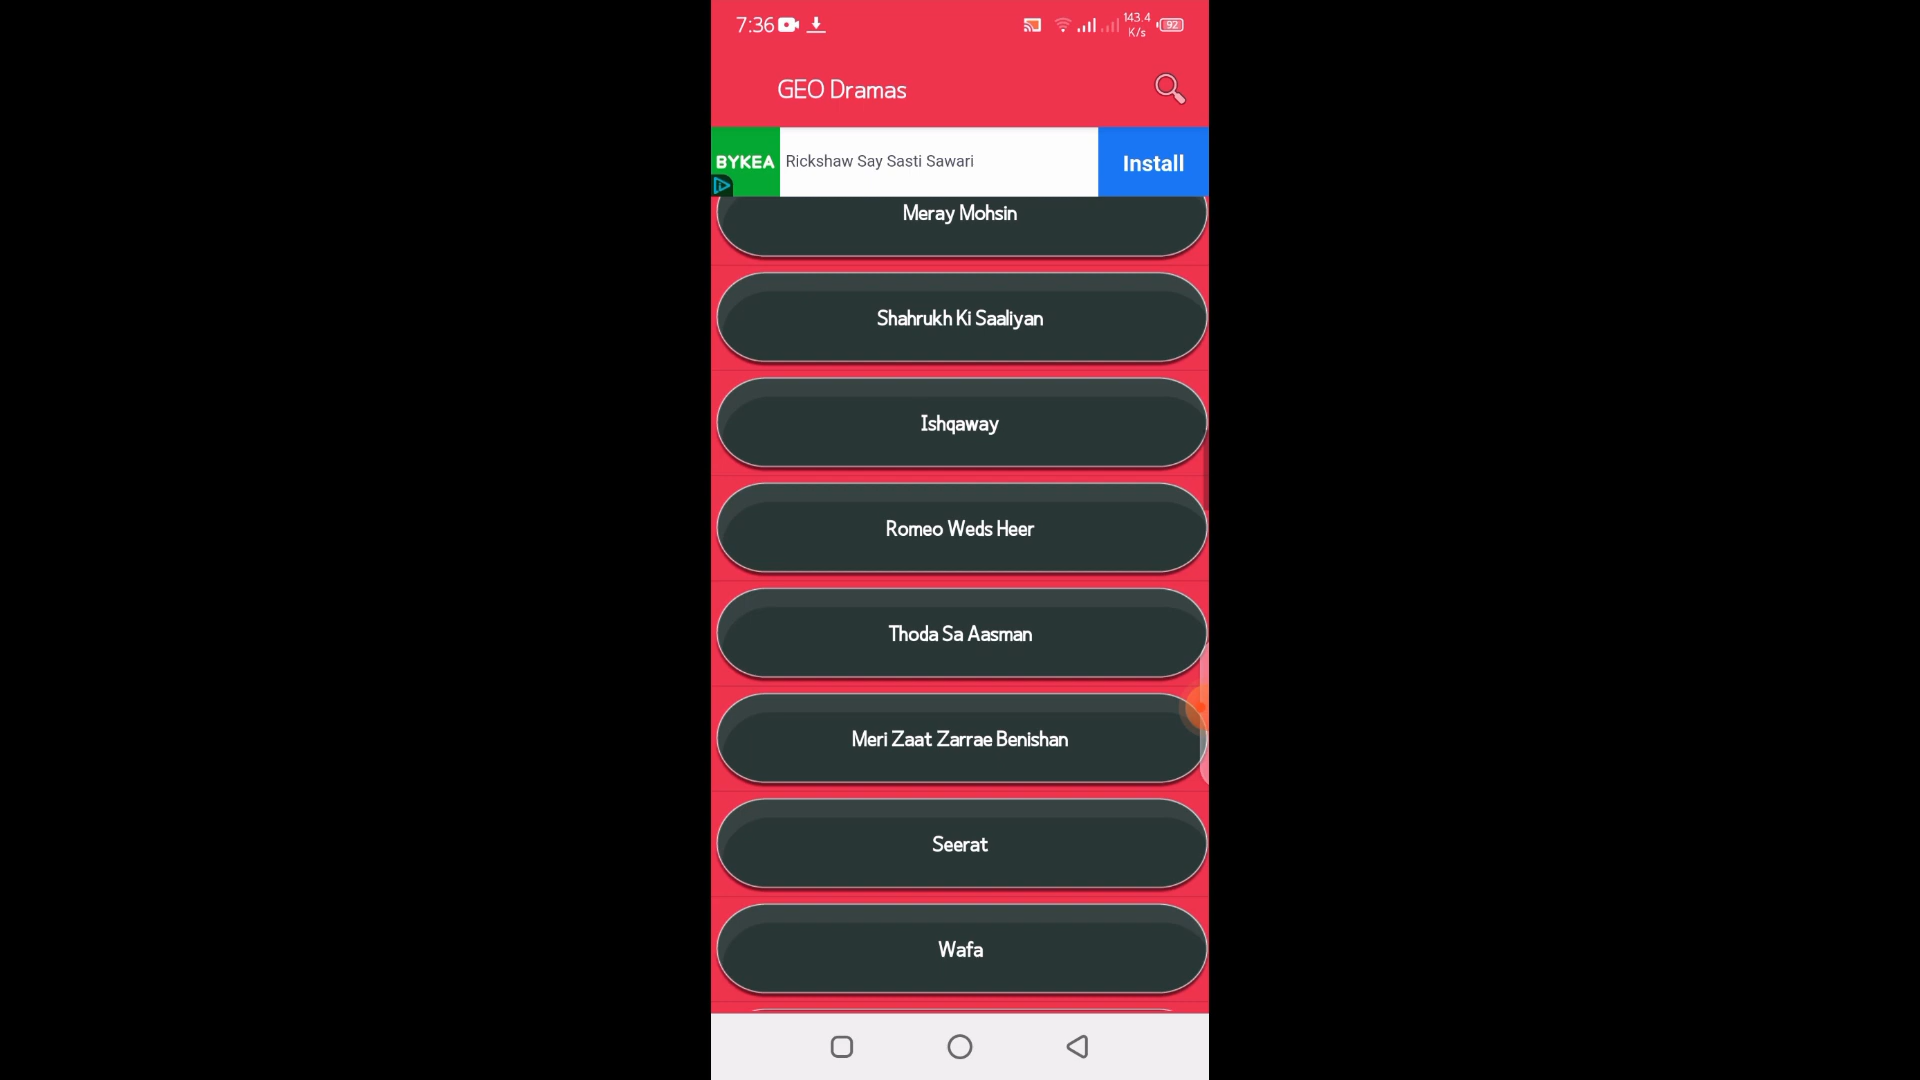 7:36
143.4
K/s
92
GEO Dramas
BYKEA
Rickshaw Say Sasti Sawari
Install
Meray Mohsin
Shahrukh Ki Saaliyan
Ishqaway
Romeo Weds Heer
Thoda Sa Aasman
Meri Zaat Zarrae Benishan
Seerat
Wafa